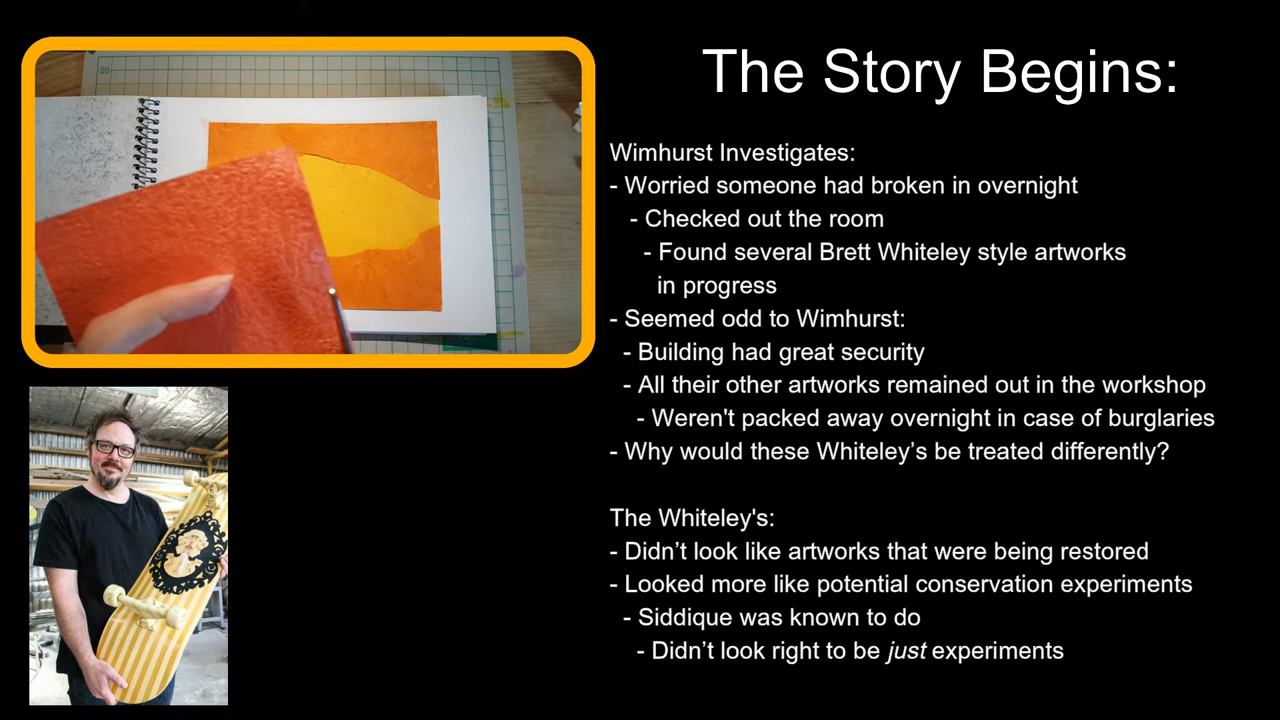 The Story Begins:
20
Wimhurst Investigates:
- Worried someone had broken in overnight
- Checked out the room
- Found several Brett Whiteley style artworks
in progress
- Seemed odd to Wimhurst:
- Building had great security
- All their other artworks remained out in the workshop
- Weren't packed away overnight in case of burglaries
- Why would these Whiteley’s be treated differently?
The Whiteley's:
- Didn’t look like artworks that were being restored
- Looked more like potential conservation experiments
- Siddique was known to do
- Didn’t look right to be just experiments